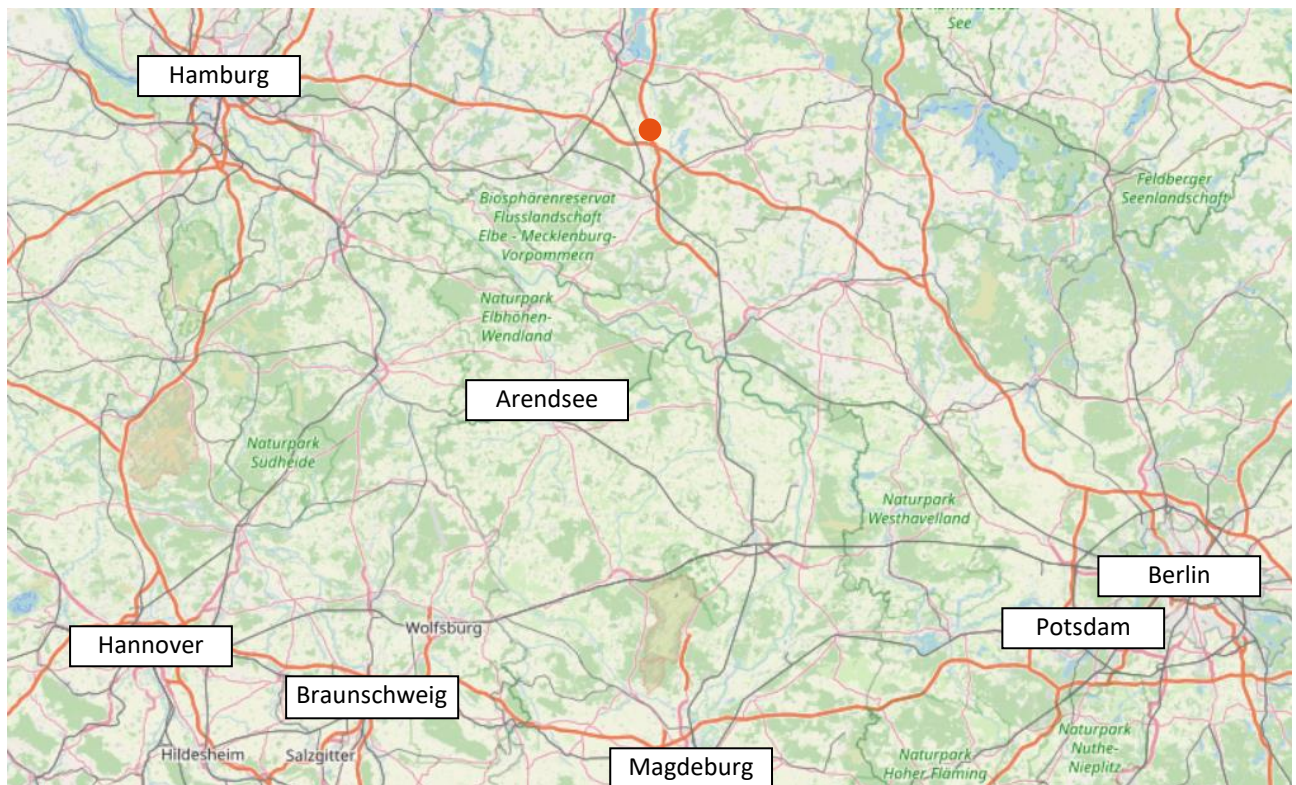 See
Hamburg
Feldberger
Seenlandschaft
Biosphärenreservat
Flusslandschaft
Elbe - Mecklenburg-
Vorpommern
Naturpark
Elbhöhen-
Wendland
Arendsee
Naturpark
Südheide
Naturpark
Westhavelland
Berlin
Potsdam
Wolfsburg
Hannover
Braunschweig
Hildesheim
Salzgitter
Magdeburg
Naturpark
Hoher Fläming
Naturpark
Nuthe-
Nieplitz